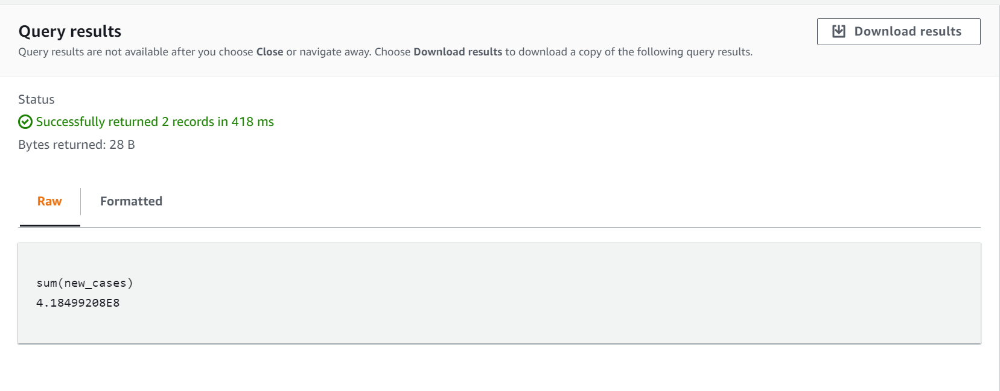 Query results
Download results
Query results are not available after you choose Close or navigate away. Choose Download results to download a copy of the following query results.
Status
Successfully returned 2 records in 418 ms
Bytes returned: 28 B
Raw
Formatted
sum(new_cases)
4.18499208E8